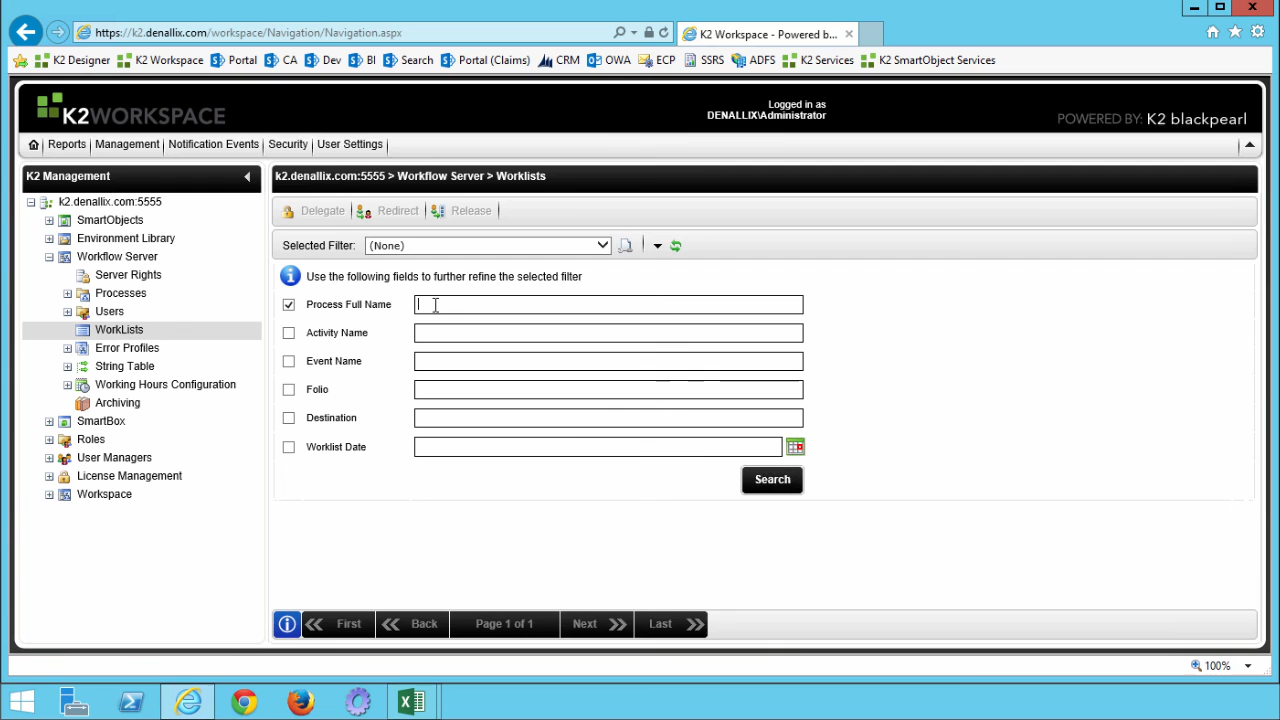 https://k2.denallix.com/workspace/Navigation/Navigation.aspx
K2 Workspace - Powered b...
K2 Designer K2 Workspace Portal CA Dev BI Search Portal (Claims) CRM OWA ECP SSRS ADFS K2 Services K2 SmartObject Services
K2WORKSPACE
Logged in as
DENALLIX\Administrator
POWERED BY: K2 blackpearl
Reports Management Notification Events Security User Settings
K2 Management
k2.denallix.com:5555
SmartObjects
Environment Library
Workflow Server
Server Rights
Processes
Users
WorkLists
Error Profiles
String Table
Working Hours Configuration
Archiving
SmartBox
Roles
User Managers
License Management
Workspace
k2.denallix.com:5555 > Workflow Server > Worklists
Delegate Redirect Release
Selected Filter: (None)
Use the following fields to further refine the selected filter
Process Full Name
Activity Name
Event Name
Folio
Destination
Worklist Date
Search
First Back Page 1 of 1 Next Last
100%